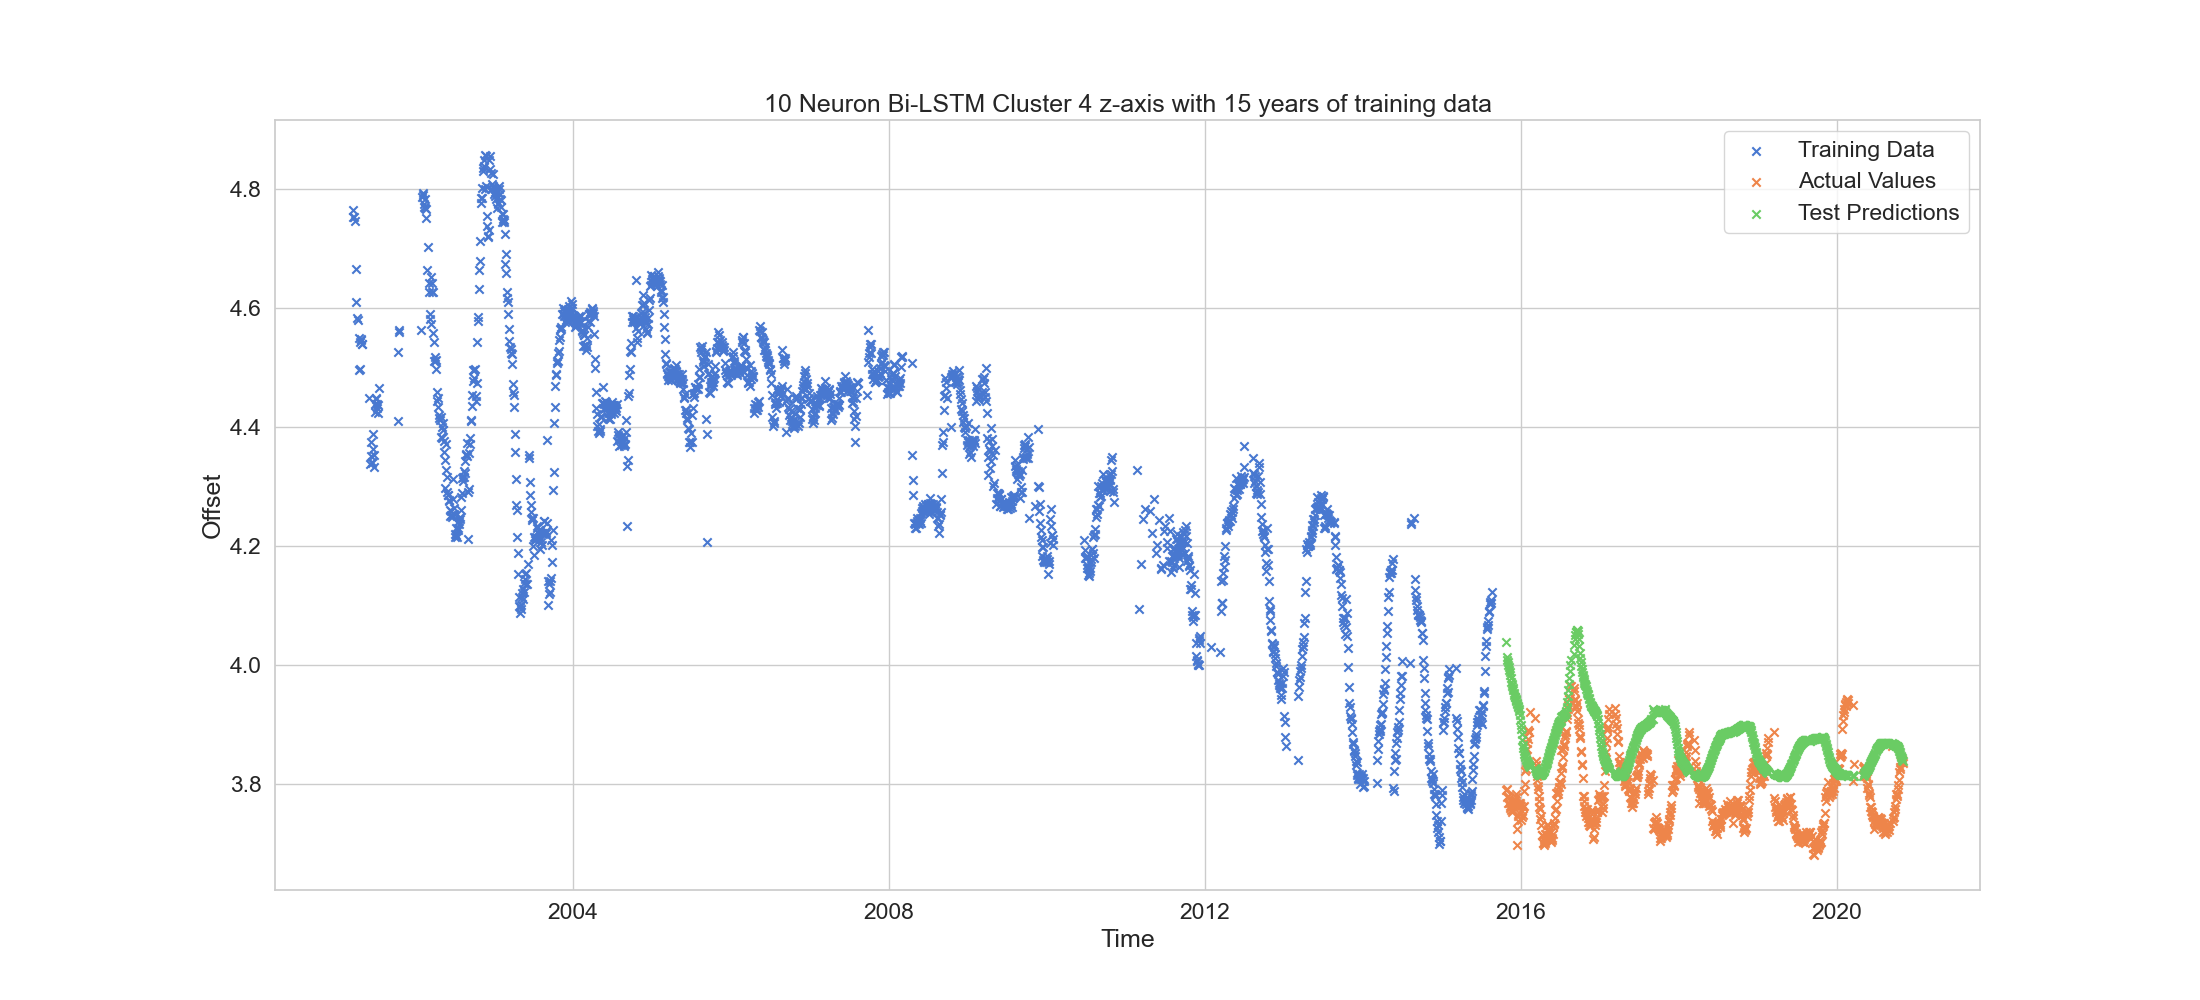 10 Neuron Bi-LSTM Cluster 4 z-axis with 15 years of training data
Training Data
Actual Values
Test Predictions
4.8
4.6
4.4
4.2
4.0
3.8
Offset
2004
2008
2012
2016
2020
Time